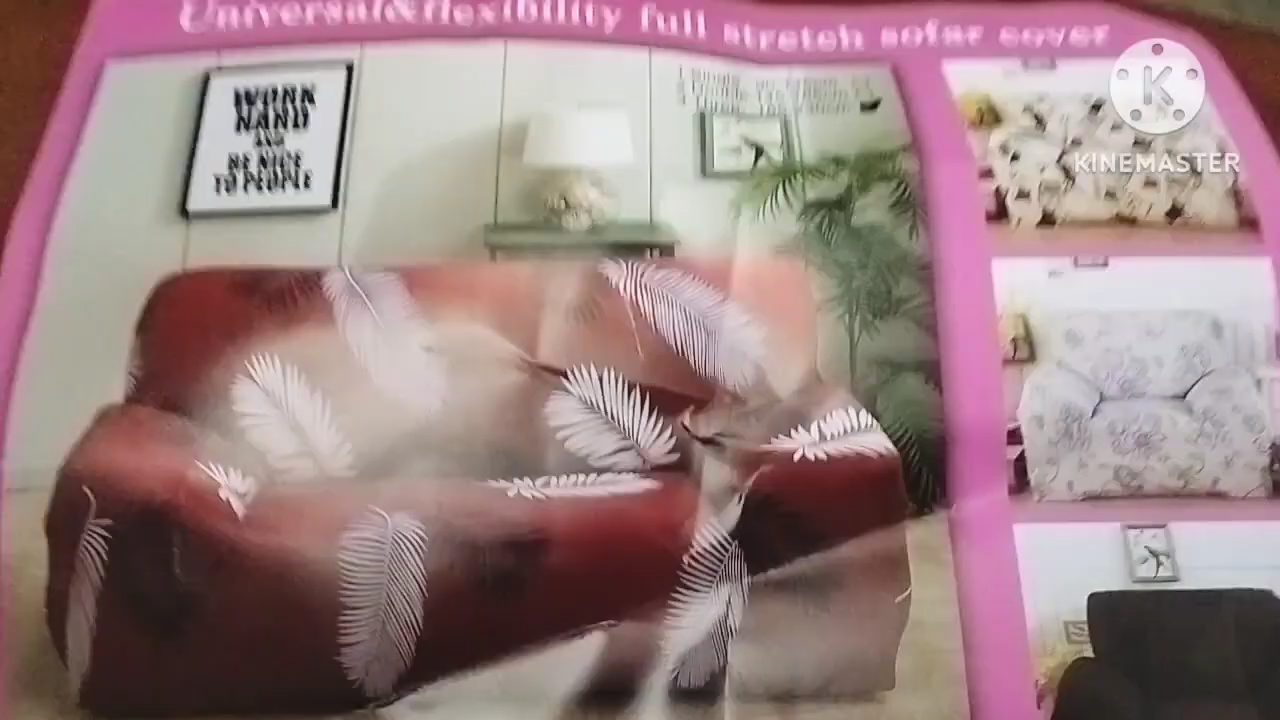 Universal&flexibility full stretch sofar cover
WORK
HARD
AND
BE NICE
TO PEOPLE
K
KINEMASTER